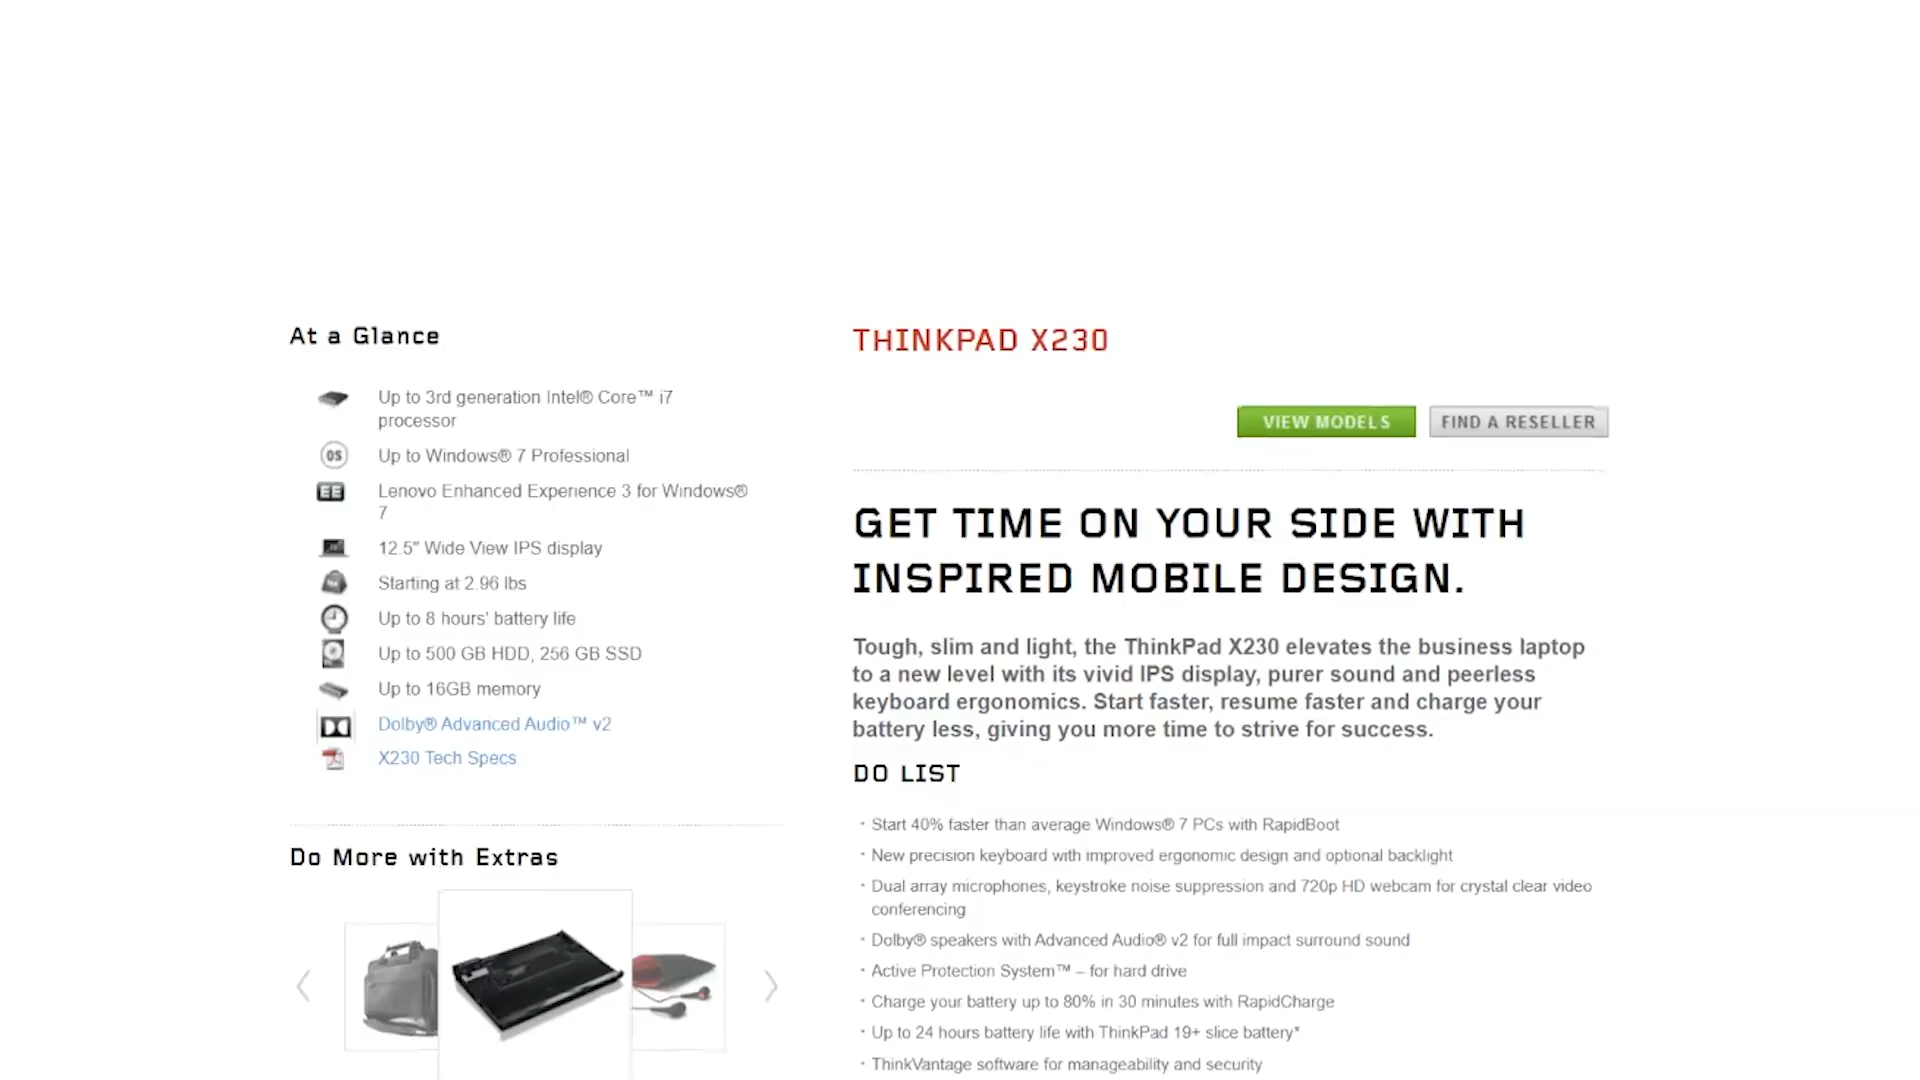 At a Glance
Up to 3rd generation Intel® Core™ i7
processor
OS
Up to Windows® 7 Professional
EE
Lenovo Enhanced Experience 3 for Windows®
7
12.5" Wide View IPS display
Starting at 2.96 lbs
Up to 8 hours' battery life
Up to 500 GB HDD, 256 GB SSD
Up to 16GB memory
Dolby® Advanced Audio™ v2
X230 Tech Specs
Do More with Extras
THINKPAD X230
VIEW MODELS
FIND A RESELLER
GET TIME ON YOUR SIDE WITH
INSPIRED MOBILE DESIGN.
Tough, slim and light, the ThinkPad X230 elevates the business laptop
to a new level with its vivid IPS display, purer sound and peerless
keyboard ergonomics. Start faster, resume faster and charge your
battery less, giving you more time to strive for success.
DO LIST
· Start 40% faster than average Windows® 7 PCs with RapidBoot
· New precision keyboard with improved ergonomic design and optional backlight
· Dual array microphones, keystroke noise suppression and 720p HD webcam for crystal clear video
conferencing
· Dolby® speakers with Advanced Audio® v2 for full impact surround sound
· Active Protection System™ – for hard drive
· Charge your battery up to 80% in 30 minutes with RapidCharge
· Up to 24 hours battery life with ThinkPad 19+ slice battery*
· ThinkVantage software for manageability and security